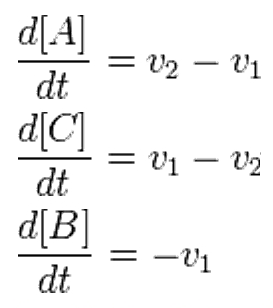 d[A]/dt = v₂ − v₁
d[C]/dt = v₁ − v₂
d[B]/dt = −v₁